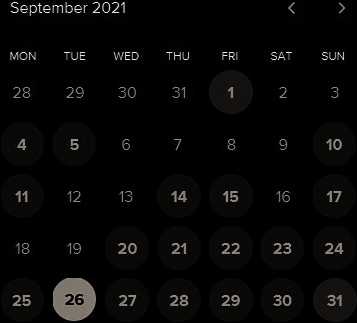 September 2021
MON TUE WED THU FRI SAT SUN
28 29 30 31 1 2 3
4 5 6 7 8 9 10
11 12 13 14 15 16 17
18 19 20 21 22 23 24
25 26 27 28 29 30 31